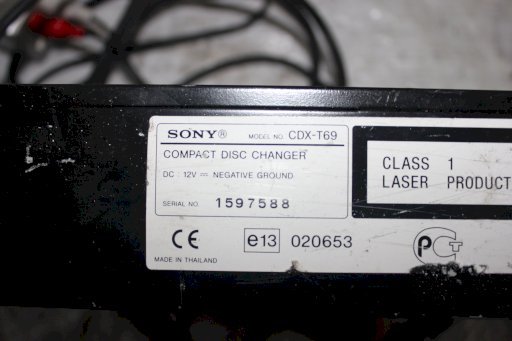 SONY® MODEL NO. CDX-T69
COMPACT DISC CHANGER
DC : 12V ⎓ NEGATIVE GROUND
SERIAL NO. 1597588
CLASS 1
LASER PRODUCT
CE e13 020653
PCT
MADE IN THAILAND